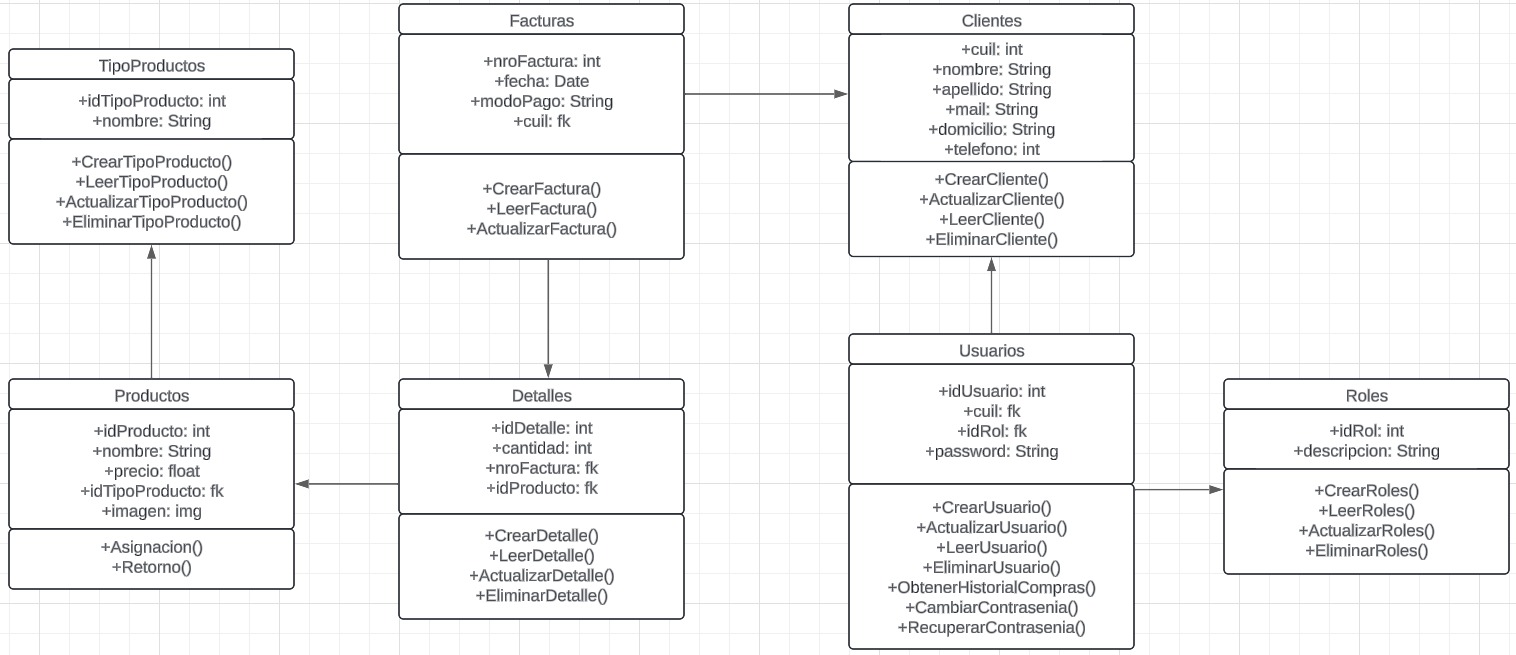 TipoProductos
+idTipoProducto: int
+nombre: String
+CrearTipoProducto()
+LeerTipoProducto()
+ActualizarTipoProducto()
+EliminarTipoProducto()
Facturas
+nroFactura: int
+fecha: Date
+modoPago: String
+cuil: fk
+CrearFactura()
+LeerFactura()
+ActualizarFactura()
Clientes
+cuil: int
+nombre: String
+apellido: String
+mail: String
+domicilio: String
+telefono: int
+CrearCliente()
+ActualizarCliente()
+LeerCliente()
+EliminarCliente()
Productos
+idProducto: int
+nombre: String
+precio: float
+idTipoProducto: fk
+imagen: img
+Asignacion()
+Retorno()
Detalles
+idDetalle: int
+cantidad: int
+nroFactura: fk
+idProducto: fk
+CrearDetalle()
+LeerDetalle()
+ActualizarDetalle()
+EliminarDetalle()
Usuarios
+idUsuario: int
+cuil: fk
+idRol: fk
+password: String
+CrearUsuario()
+ActualizarUsuario()
+LeerUsuario()
+EliminarUsuario()
+ObtenerHistorialCompras()
+CambiarContrasenia()
+RecuperarContrasenia()
Roles
+idRol: int
+descripcion: String
+CrearRoles()
+LeerRoles()
+ActualizarRoles()
+EliminarRoles()